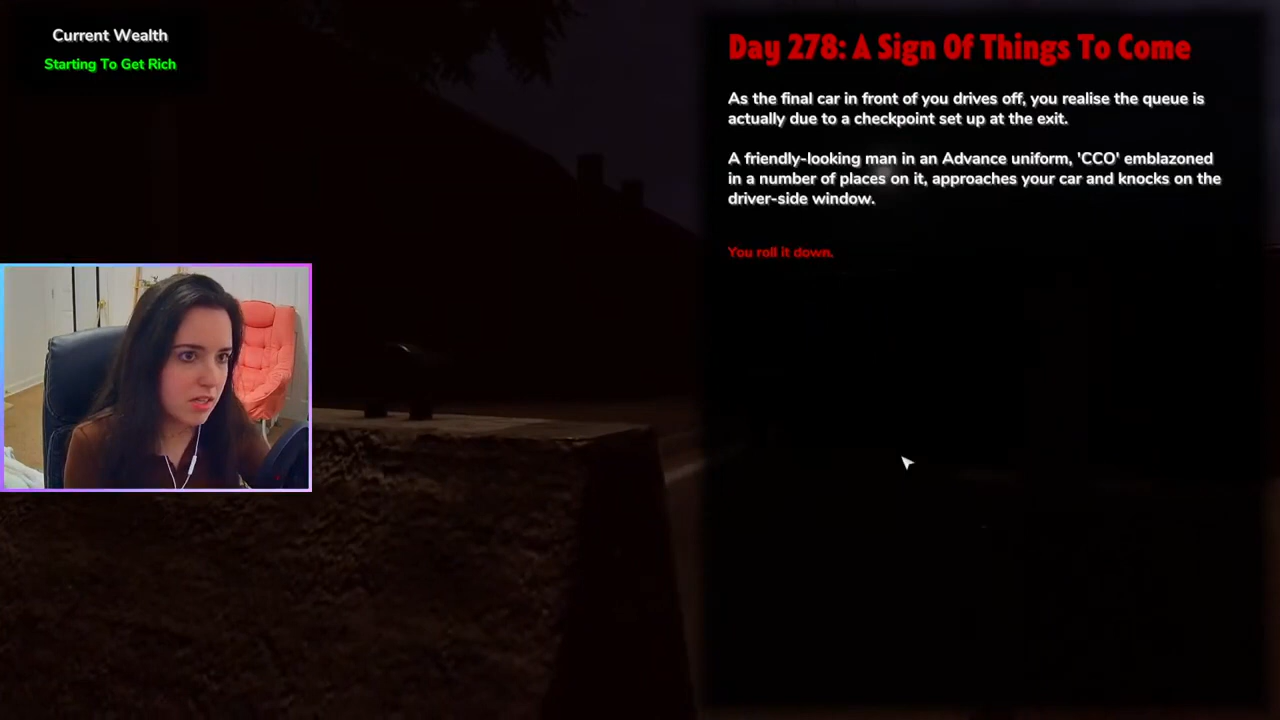 Current Wealth
Starting To Get Rich
Day 278: A Sign Of Things To Come
As the final car in front of you drives off, you realise the queue is
actually due to a checkpoint set up at the exit.
A friendly-looking man in an Advance uniform, 'CCO' emblazoned
in a number of places on it, approaches your car and knocks on the
driver-side window.
You roll it down.